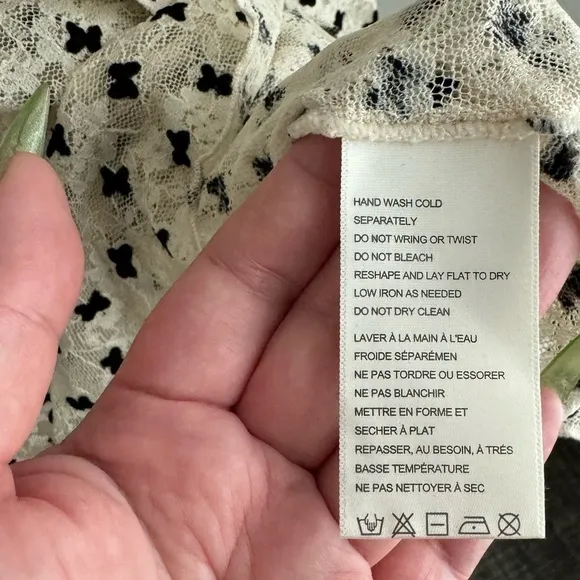 HAND WASH COLD
SEPARATELY
DO NOT WRING OR TWIST
DO NOT BLEACH
RESHAPE AND LAY FLAT TO DRY
LOW IRON AS NEEDED
DO NOT DRY CLEAN
LAVER À LA MAIN À L'EAU
FROIDE SÉPARÉMEN
NE PAS TORDRE OU ESSORER
NE PAS BLANCHIR
METTRE EN FORME ET
SECHER À PLAT
REPASSER, AU BESOIN, À TRÉS
BASSE TEMPÉRATURE
NE PAS NETTOYER À SEC